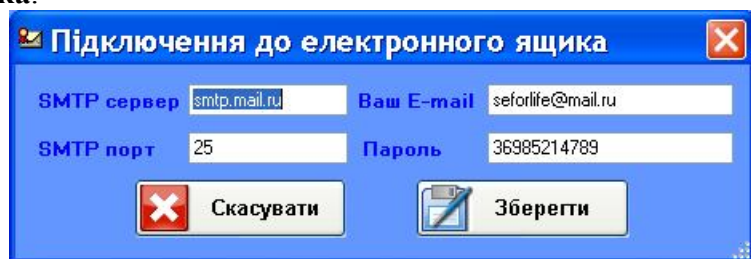 ка.
Підключення до електронного ящика
SMTP сервер smtp.mail.ru Ваш E-mail seforlife@mail.ru
SMTP порт 25 Пароль 36985214789
Скасувати Зберегти